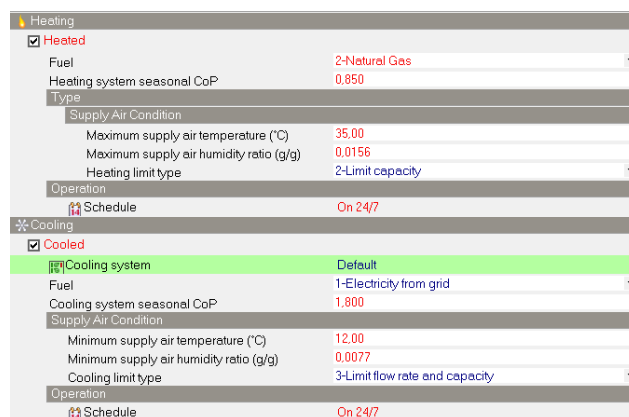 Heating
Heated
Fuel 2-Natural Gas
Heating system seasonal CoP 0,850
Type
Supply Air Condition
Maximum supply air temperature (°C) 35,00
Maximum supply air humidity ratio (g/g) 0,0156
Heating limit type 2-Limit capacity
Operation
Schedule On 24/7
Cooling
Cooled
Cooling system Default
Fuel 1-Electricity from grid
Cooling system seasonal CoP 1,800
Supply Air Condition
Minimum supply air temperature (°C) 12,00
Minimum supply air humidity ratio (g/g) 0,0077
Cooling limit type 3-Limit flow rate and capacity
Operation
Schedule On 24/7